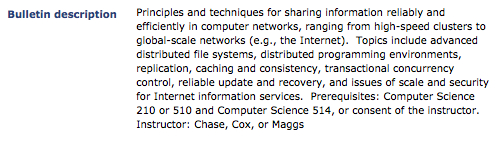 Bulletin description
Principles and techniques for sharing information reliably and
efficiently in computer networks, ranging from high-speed clusters to
global-scale networks (e.g., the Internet).  Topics include advanced
distributed file systems, distributed programming environments,
replication, caching and consistency, transactional concurrency
control, reliable update and recovery, and issues of scale and security
for Internet information services.  Prerequisites: Computer Science
210 or 510 and Computer Science 514, or consent of the instructor.
Instructor: Chase, Cox, or Maggs